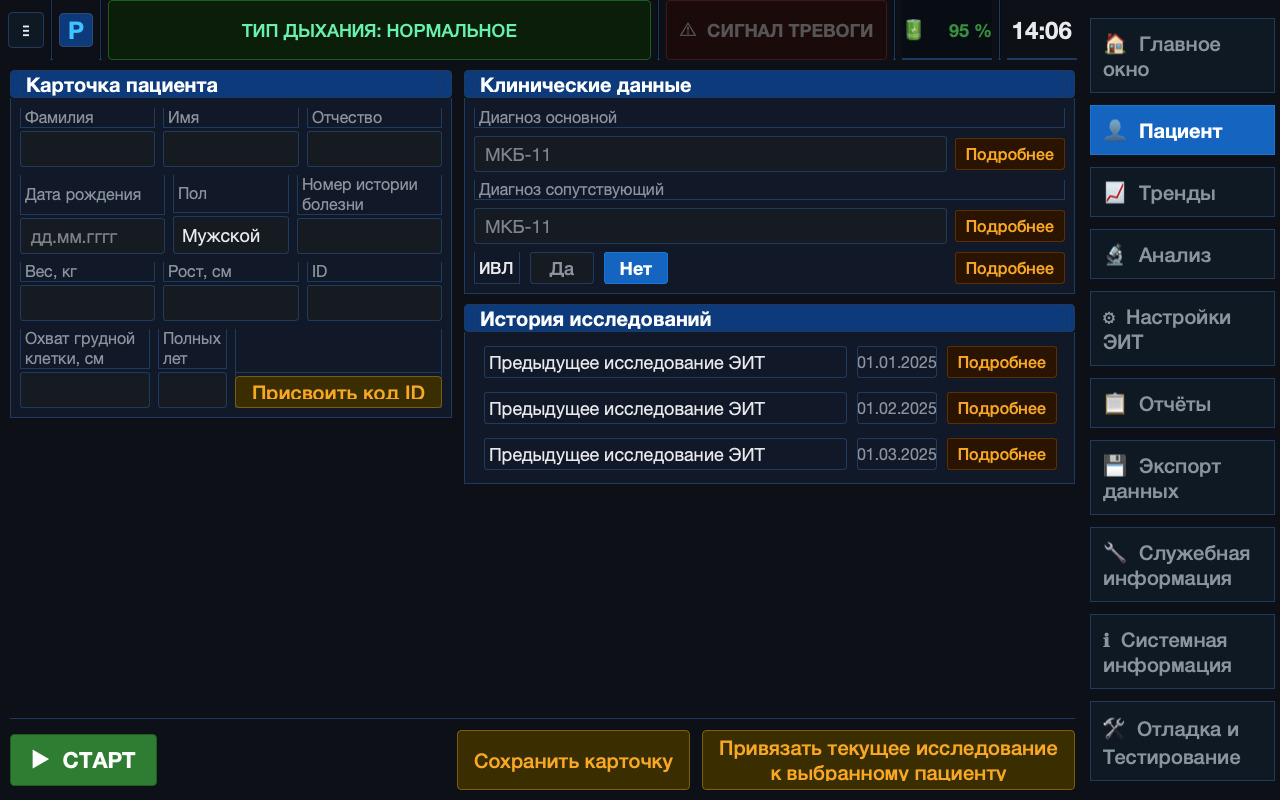 P
ТИП ДЫХАНИЯ: НОРМАЛЬНОЕ
⚠ СИГНАЛ ТРЕВОГИ
95 %
14:06
Карточка пациента
Фамилия
Имя
Отчество
Дата рождения
Пол
Номер истории
болезни
дд.мм.гггг
Мужской
Вес, кг
Рост, см
ID
Охват грудной
клетки, см
Полных
лет
Присвоить код ID
Клинические данные
Диагноз основной
МКБ-11
Подробнее
Диагноз сопутствующий
МКБ-11
Подробнее
ИВЛ
Да
Нет
Подробнее
История исследований
Предыдущее исследование ЭИТ
01.01.2025
Подробнее
Предыдущее исследование ЭИТ
01.02.2025
Подробнее
Предыдущее исследование ЭИТ
01.03.2025
Подробнее
▶ СТАРТ
Сохранить карточку
Привязать текущее исследование
к выбранному пациенту
Главное
окно
Пациент
Тренды
Анализ
Настройки
ЭИТ
Отчёты
Экспорт
данных
Служебная
информация
Системная
информация
Отладка и
Тестирование